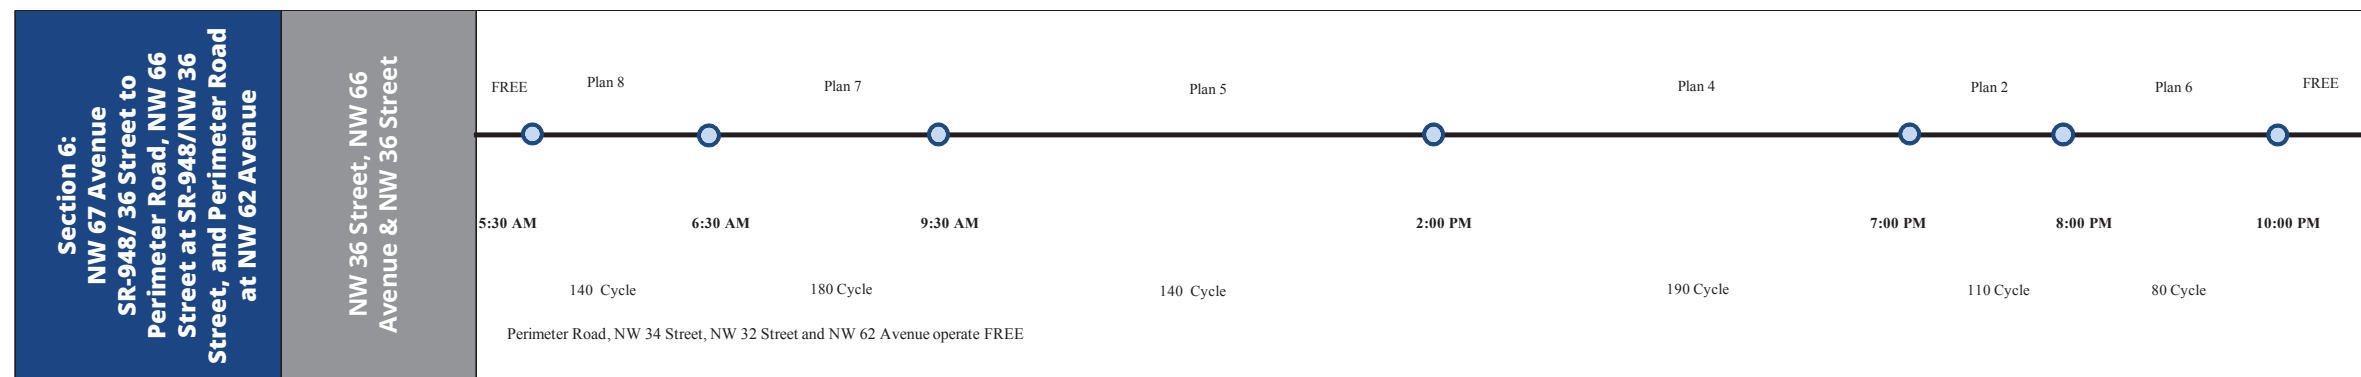 Section 6:
NW 67 Avenue
SR-948/ 36 Street to
Perimeter Road, NW 66
Street at SR-948/NW 36
Street, and Perimeter Road
at NW 62 Avenue
NW 36 Street, NW 66
Avenue & NW 36 Street
FREE Plan 8 Plan 7 Plan 5 Plan 4 Plan 2 Plan 6 FREE
5:30 AM 6:30 AM 9:30 AM 2:00 PM 7:00 PM 8:00 PM 10:00 PM
140 Cycle 180 Cycle 140 Cycle 190 Cycle 110 Cycle 80 Cycle
Perimeter Road, NW 34 Street, NW 32 Street and NW 62 Avenue operate FREE